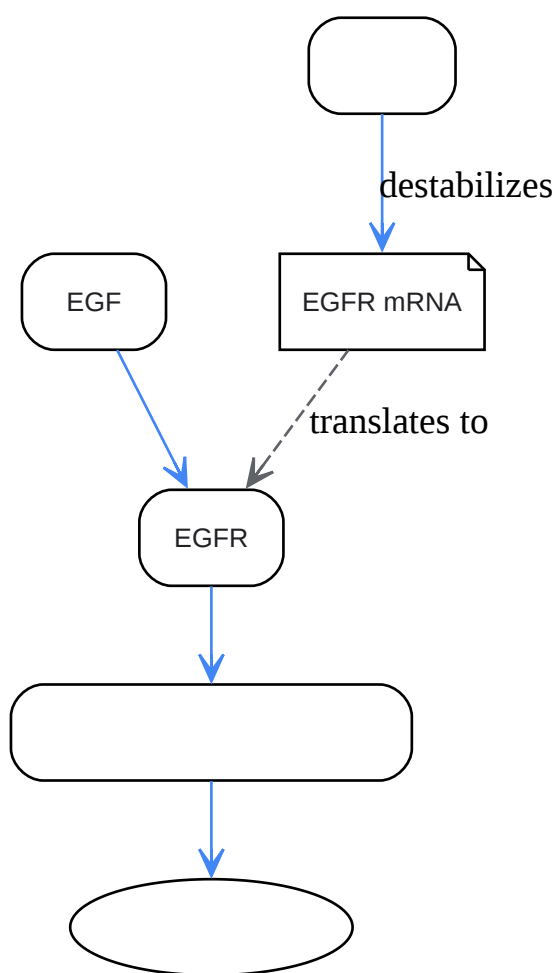 destabilizes
EGF
EGFR mRNA
translates to
EGFR